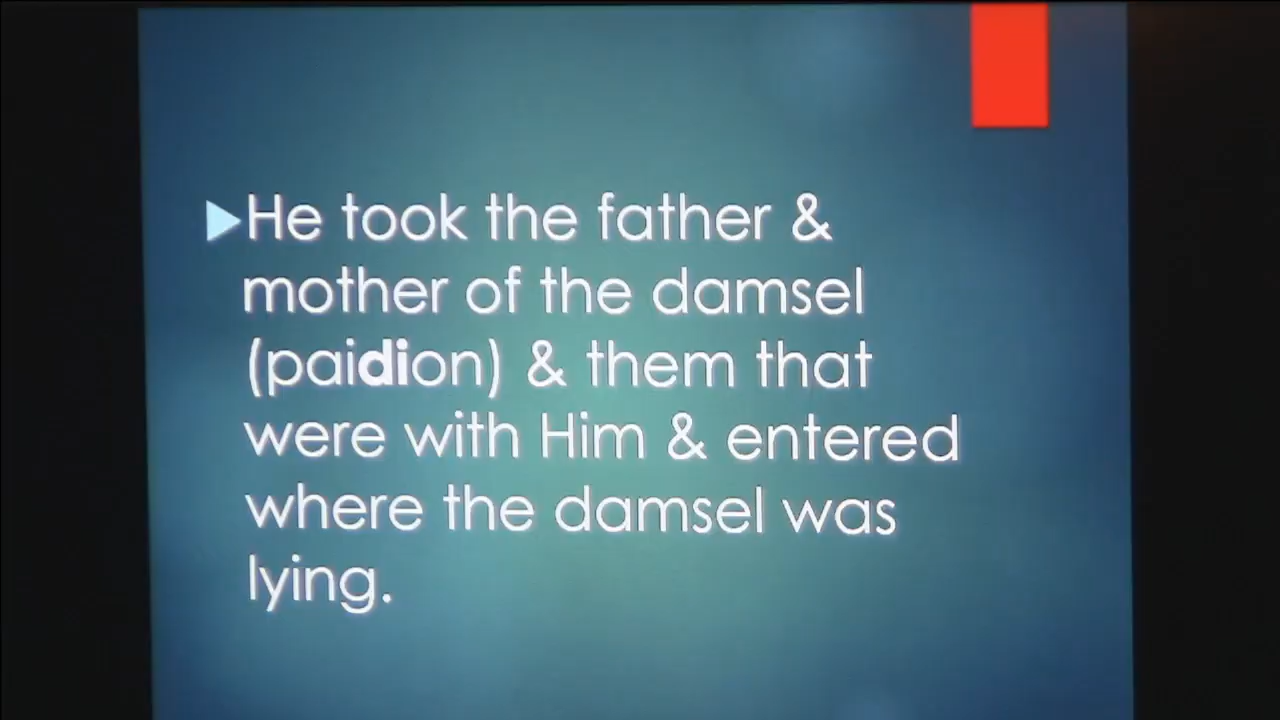 He took the father &
mother of the damsel
(paidion) & them that
were with Him & entered
where the damsel was
lying.